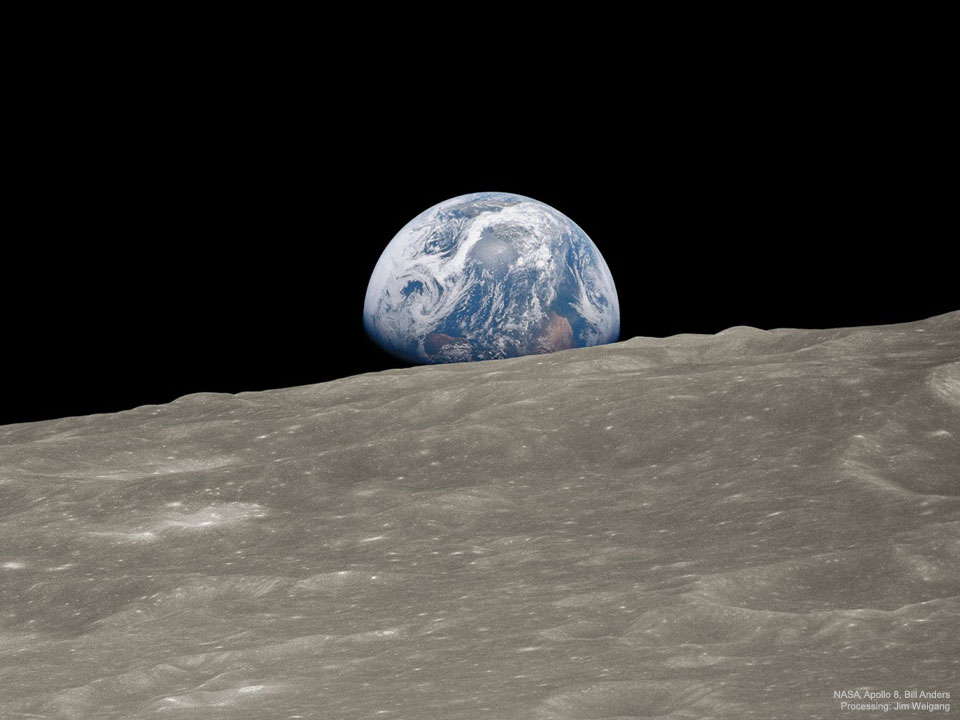 NASA, Apollo 8, Bill Anders
Processing: Jim Weigang